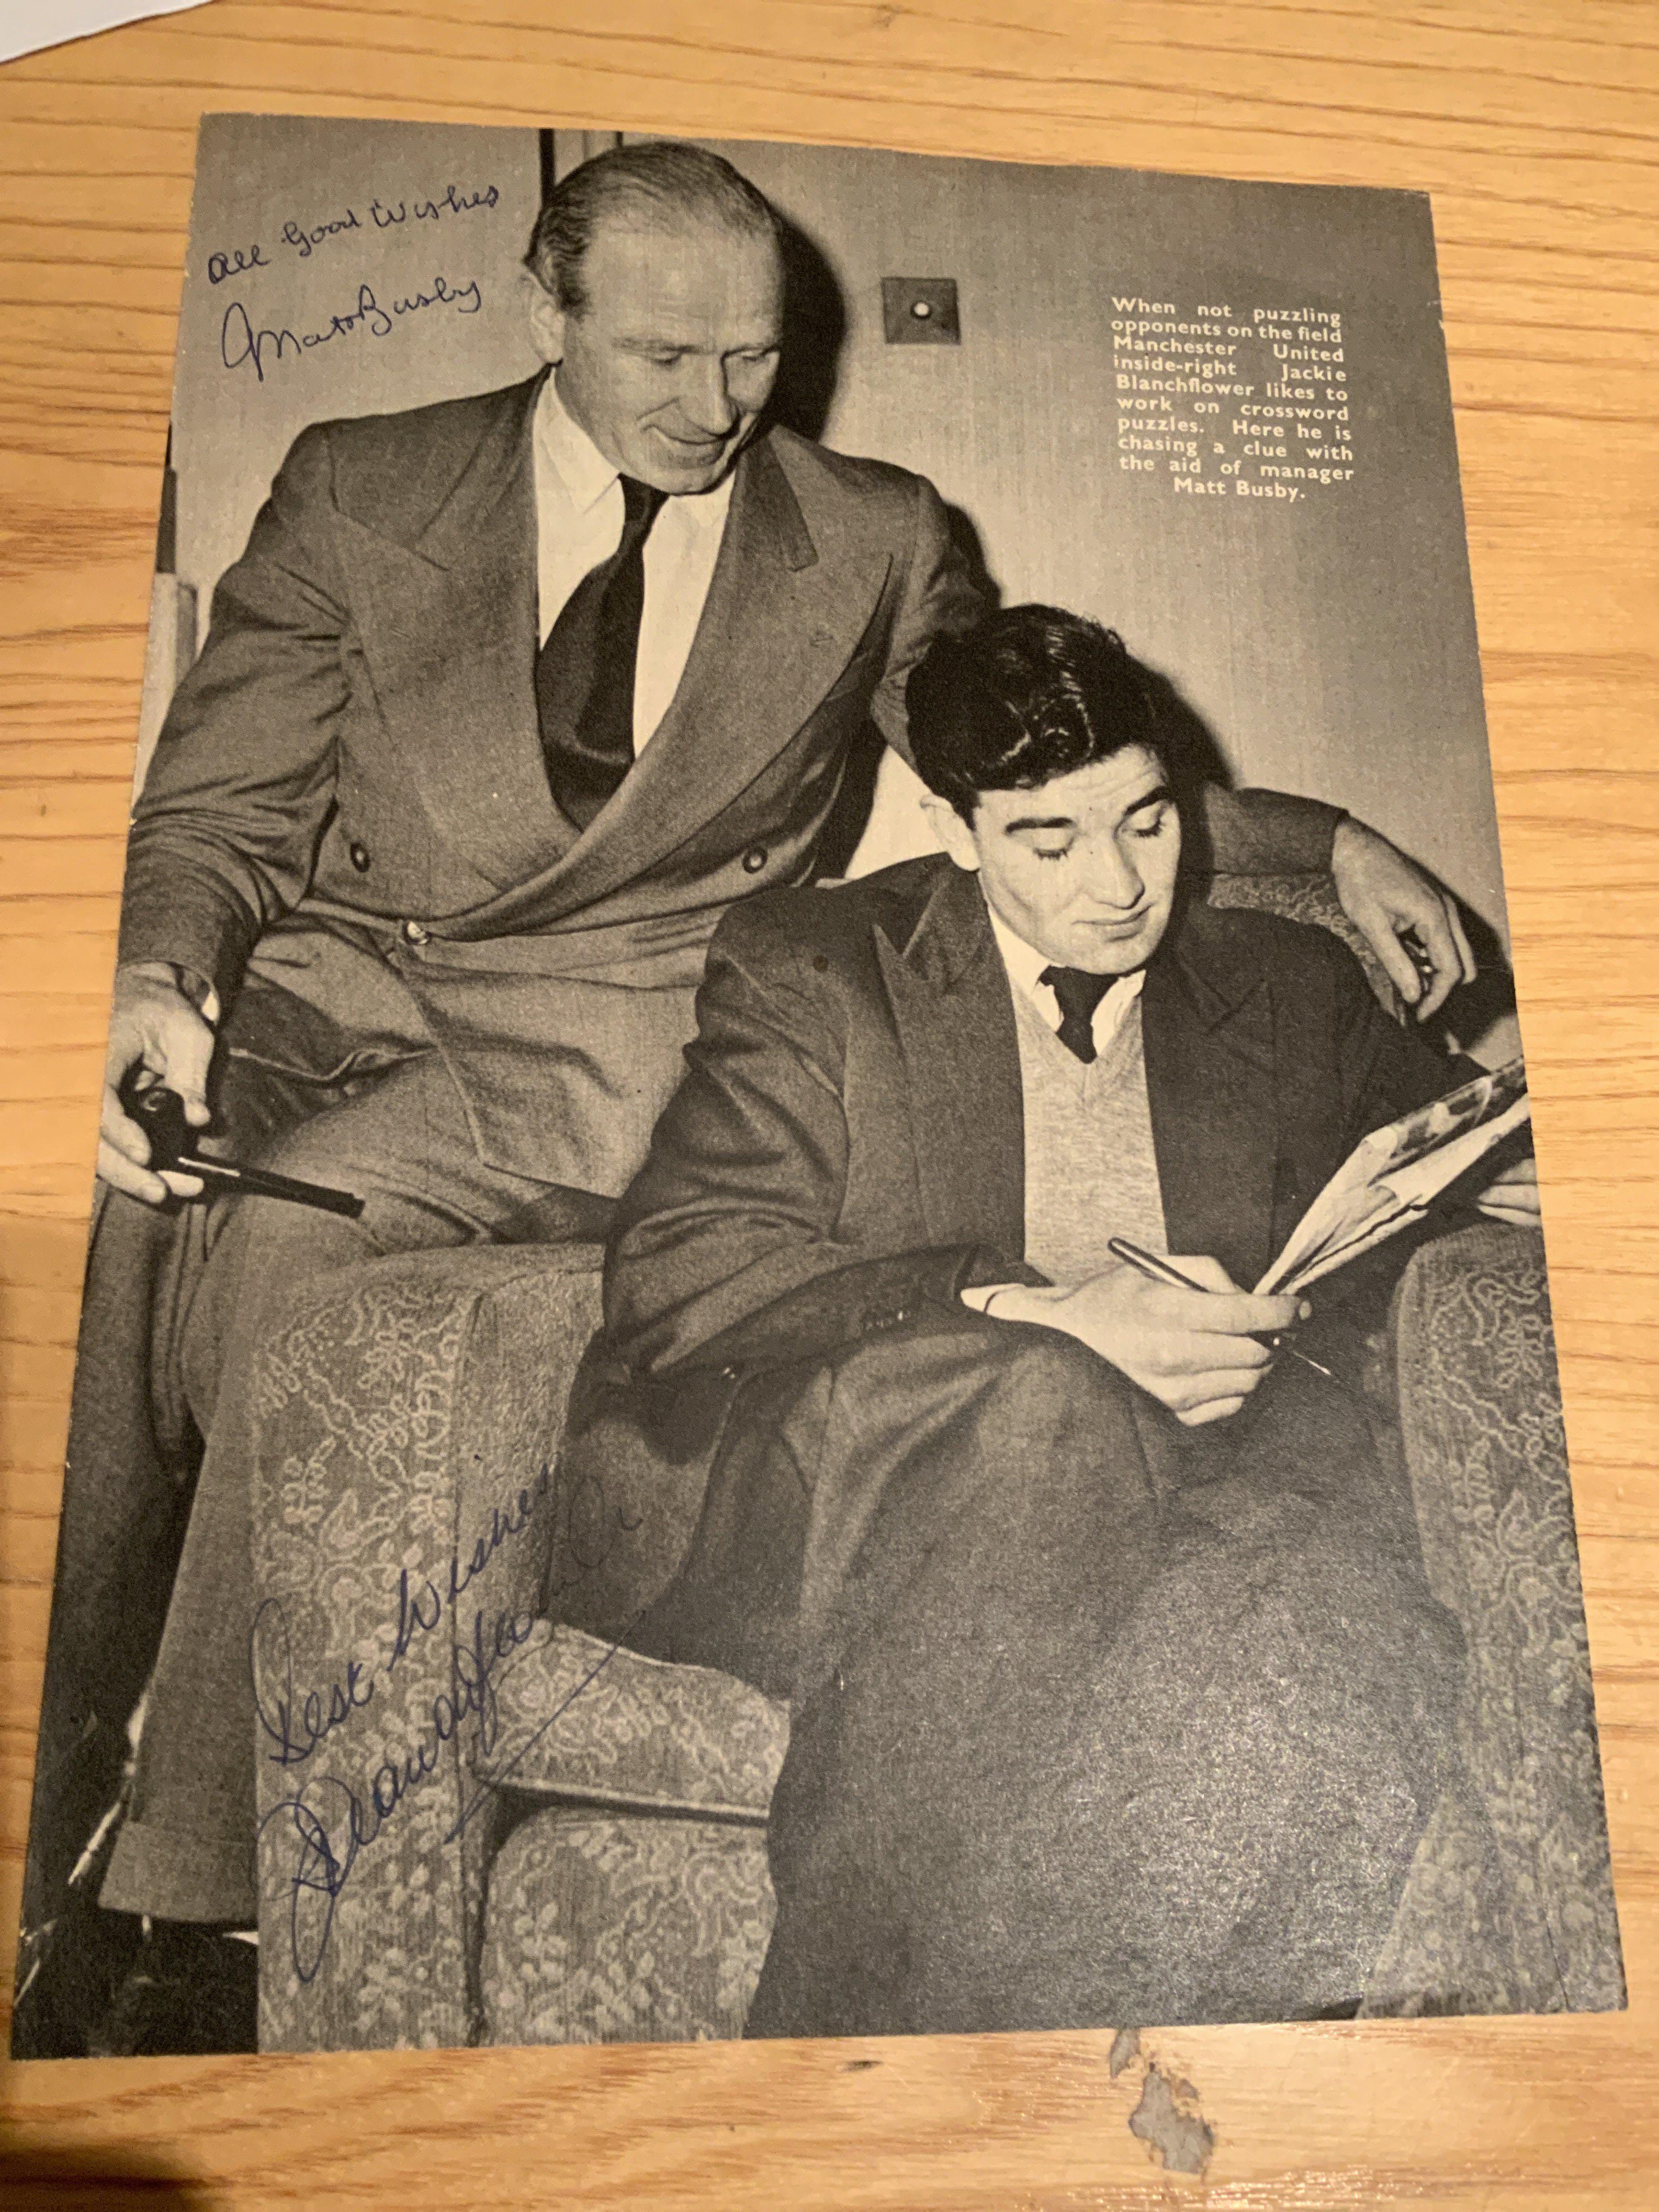 All Good Wishes
Matt Busby
When not puzzling
opponents on the field
Manchester United
inside-right Jackie
Blanchflower likes to
work on crossword
puzzles. Here he is
chasing a clue with
the aid of manager
Matt Busby.
Best Wishes